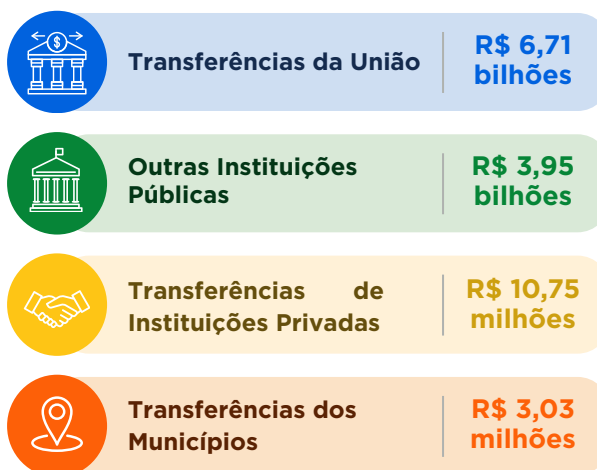 Transferências da União
R$ 6,71
bilhões
Outras Instituições
Públicas
R$ 3,95
bilhões
Transferências de
Instituições Privadas
R$ 10,75
milhões
Transferências dos
Municípios
R$ 3,03
milhões